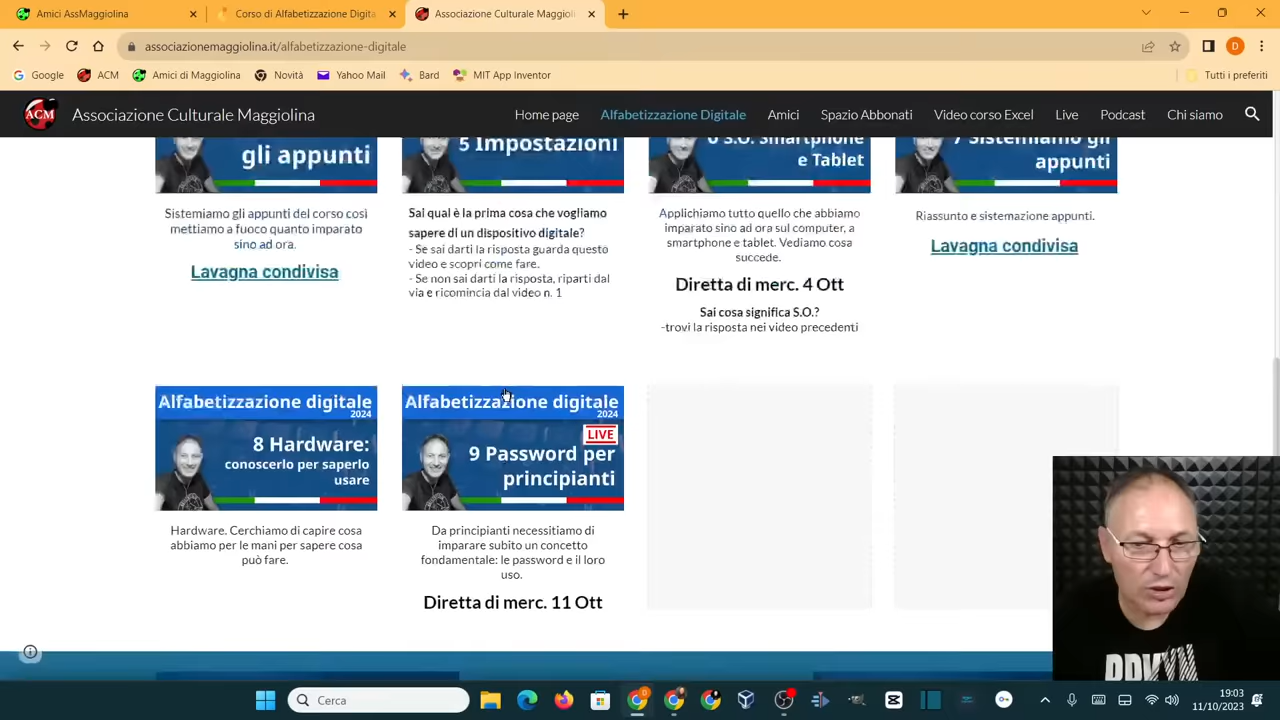 Amici AssMaggiolina
Corso di Alfabetizzazione Digita
Associazione Culturale Maggiolin
associazionemaggiolina.it/alfabetizzazione-digitale
Google
ACM
Amici di Maggiolina
Novità
Yahoo Mail
Bard
MIT App Inventor
Tutti i preferiti
ACM
Associazione Culturale Maggiolina
Home page
Alfabetizzazione Digitale
Amici
Spazio Abbonati
Video corso Excel
Live
Podcast
Chi siamo
gli appunti
5 Impostazioni
6 S.O. Smartphone
e Tablet
7 Sistemiamo gli
appunti
Sistemiamo gli appunti del corso così
mettiamo a fuoco quanto imparato
sino ad ora.
Lavagna condivisa
Sai qual è la prima cosa che vogliamo
sapere di un dispositivo digitale?
- Se sai darti la risposta guarda questo
video e scopri come fare.
- Se non sai darti la risposta, riparti dal
via e ricomincia dal video n. 1
Applichiamo tutto quello che abbiamo
imparato sino ad ora sul computer, a
smartphone e tablet. Vediamo cosa
succede.
Diretta di merc. 4 Ott
Sai cosa significa S.O.?
-trovi la risposta nei video precedenti
Riassunto e sistemazione appunti.
Lavagna condivisa
Alfabetizzazione digitale
2024
8 Hardware:
conoscerlo per saperlo
usare
Hardware. Cerchiamo di capire cosa
abbiamo per le mani per sapere cosa
può fare.
Alfabetizzazione digitale
2024
LIVE
9 Password per
principianti
Da principianti necessitiamo di
imparare subito un concetto
fondamentale: le password e il loro
uso.
Diretta di merc. 11 Ott
Cerca
19:03
11/10/2023